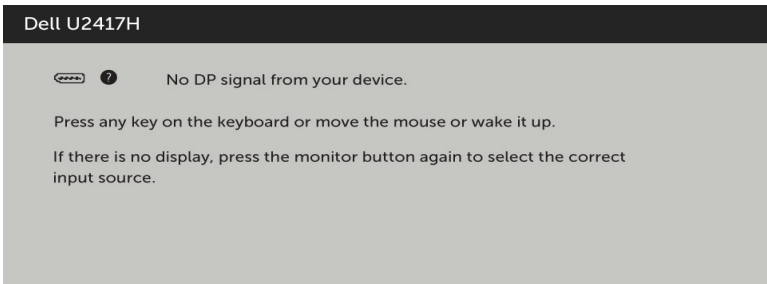 Dell U2417H
? No DP signal from your device.
Press any key on the keyboard or move the mouse or wake it up.
If there is no display, press the monitor button again to select the correct
input source.